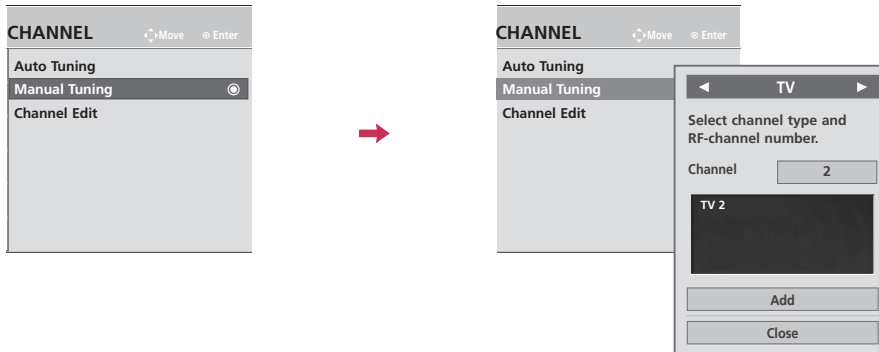 CHANNEL Move Enter
Auto Tuning
Manual Tuning
Channel Edit
CHANNEL Move Enter
Auto Tuning
Manual Tuning
Channel Edit
TV
Select channel type and
RF-channel number.
Channel 2
TV 2
Add
Close